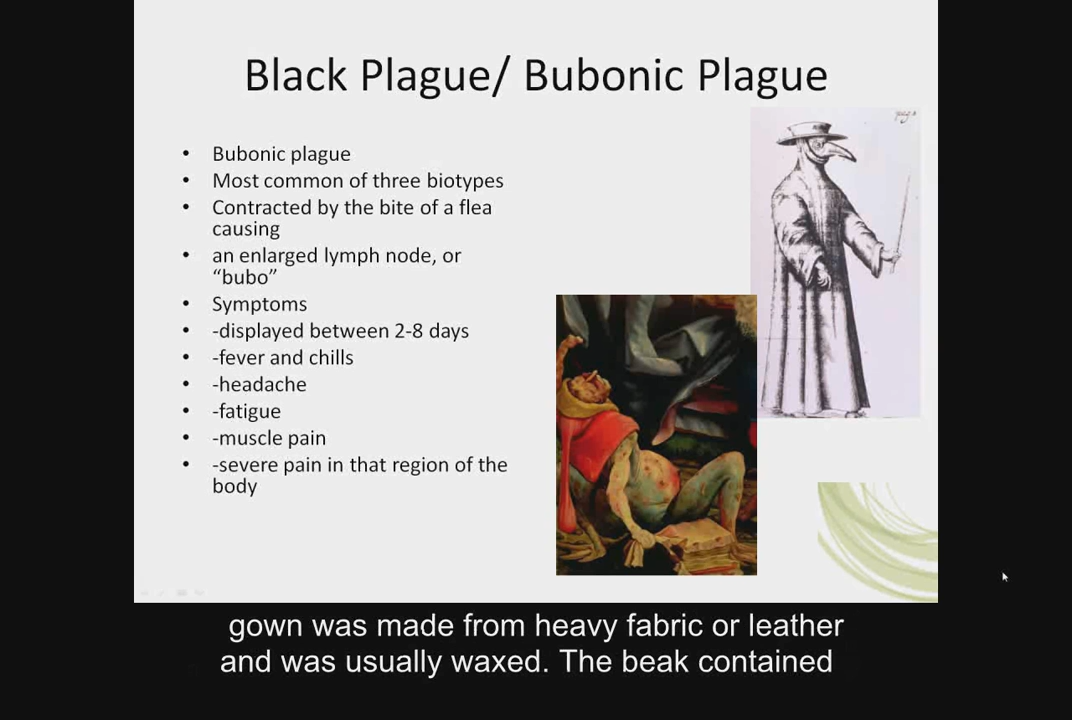 Black Plague/ Bubonic Plague
• Bubonic plague
• Most common of three biotypes
• Contracted by the bite of a flea
causing
• an enlarged lymph node, or
“bubo”
• Symptoms
• -displayed between 2-8 days
• -fever and chills
• -headache
• -fatigue
• -muscle pain
• -severe pain in that region of the
body
gown was made from heavy fabric or leather
and was usually waxed. The beak contained